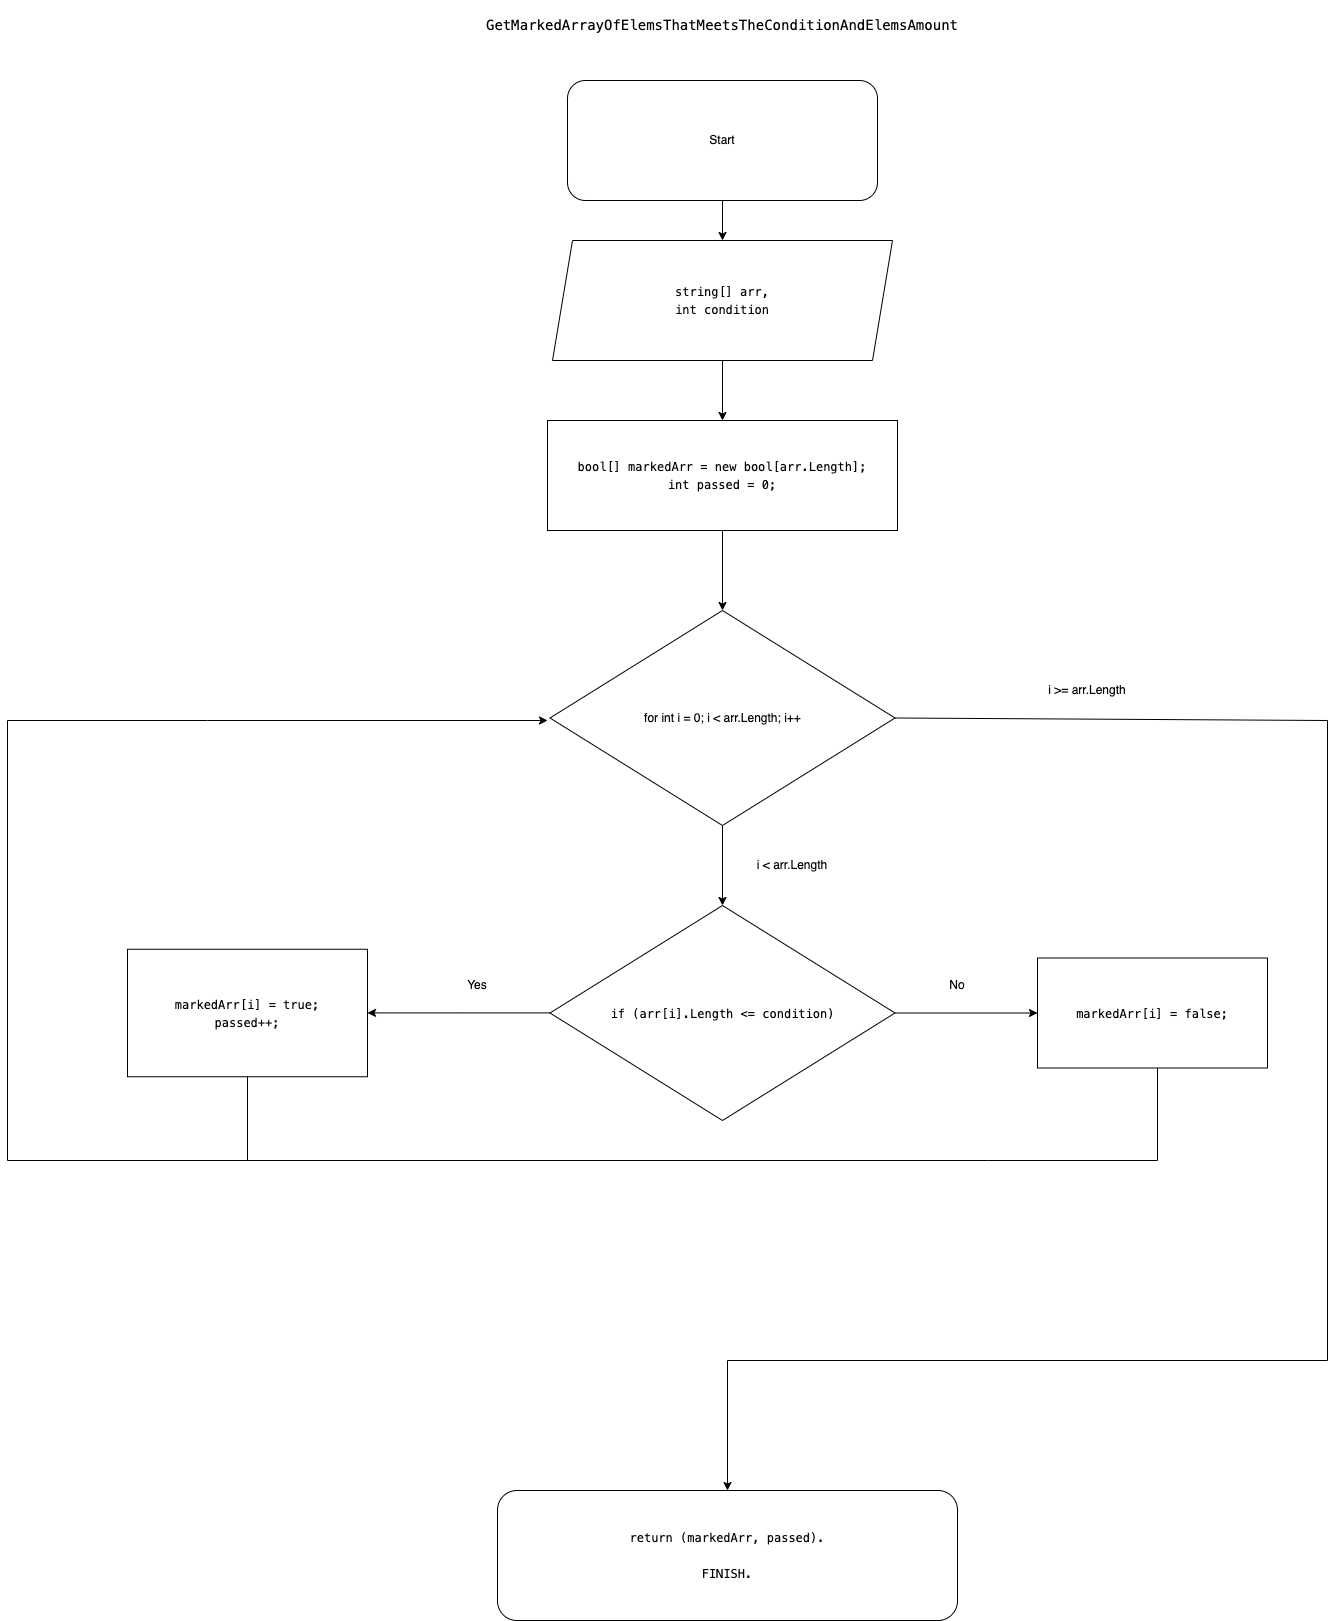 GetMarkedArrayOfElemsThatMeetsTheConditionAndElemsAmount
Start
string[] arr,
int condition
bool[] markedArr = new bool[arr.Length];
int passed = 0;
i >= arr.Length
for int i = 0; i < arr.Length; i++
i < arr.Length
Yes
No
markedArr[i] = true;
passed++;
if (arr[i].Length <= condition)
markedArr[i] = false;
return (markedArr, passed).
FINISH.